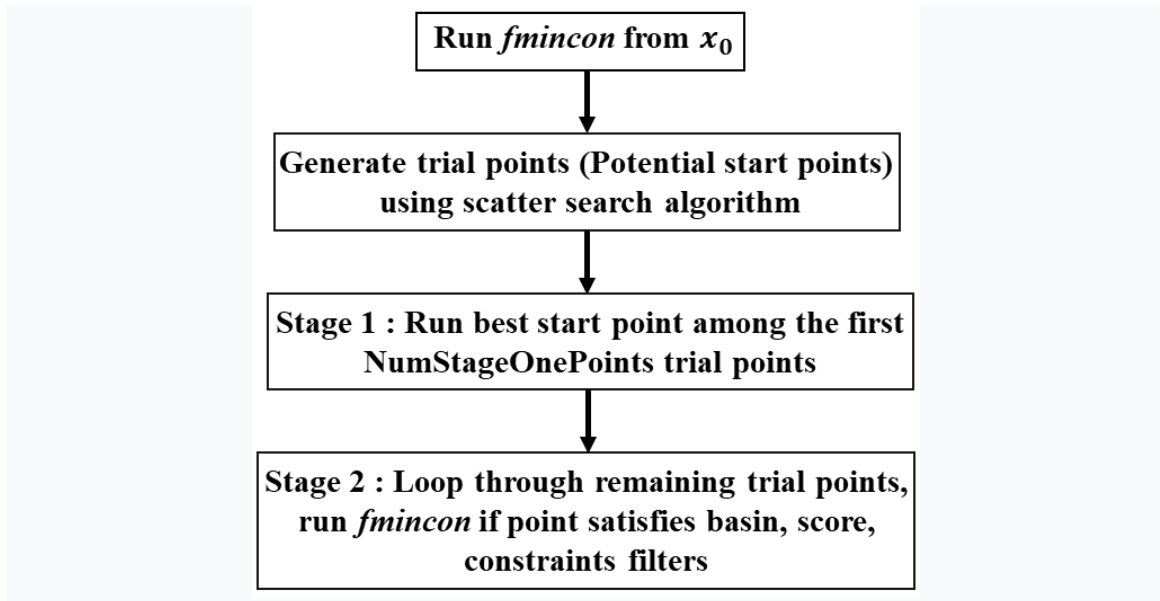 Run fmincon from x₀
Generate trial points (Potential start points)
using scatter search algorithm
Stage 1 : Run best start point among the first
NumStageOnePoints trial points
Stage 2 : Loop through remaining trial points,
run fmincon if point satisfies basin, score,
constraints filters